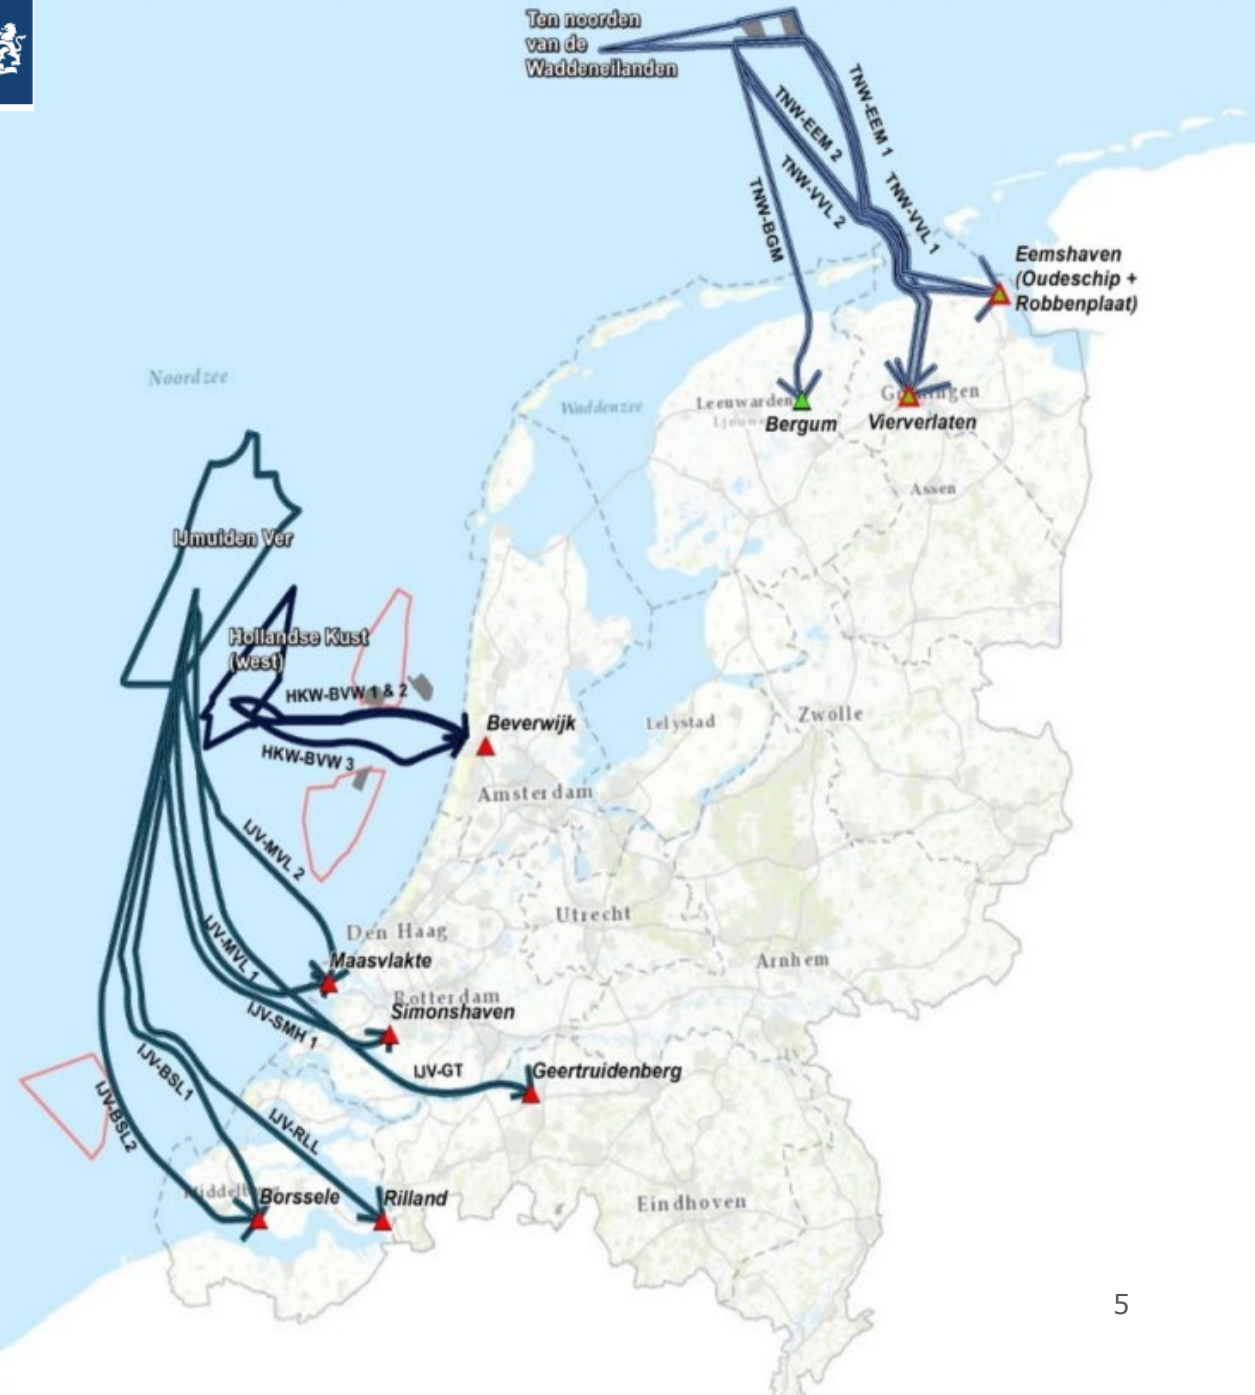 Ten noorden
van de
Waddeneilanden
TNW-EEM 1
TNW-EEM 2
TNW-VVL 2
TNW-VVL 1
TNW-BGM
Eemshaven
(Oudeschip +
Robbenplaat)
Noordzee
Waddenzee
Leeuwarden
Bergum
Vierverlaten
Assen
IJmuiden Ver
Hollandse Kust
(west)
HKW-BVW 1 & 2
HKW-BVW 3
Beverwijk
Lelystad
Zwolle
Amsterdam
IJV-MVL 2
Utrecht
Den Haag
IJV-MVL 1
Maasvlakte
Arnhem
Rotterdam
Simonshaven
IJV-SMH 1
IJV-GT
Geertruidenberg
IJV-BSL1
IJV-BSL2
IJV-RLL
Borssele
Rilland
Eindhoven
5